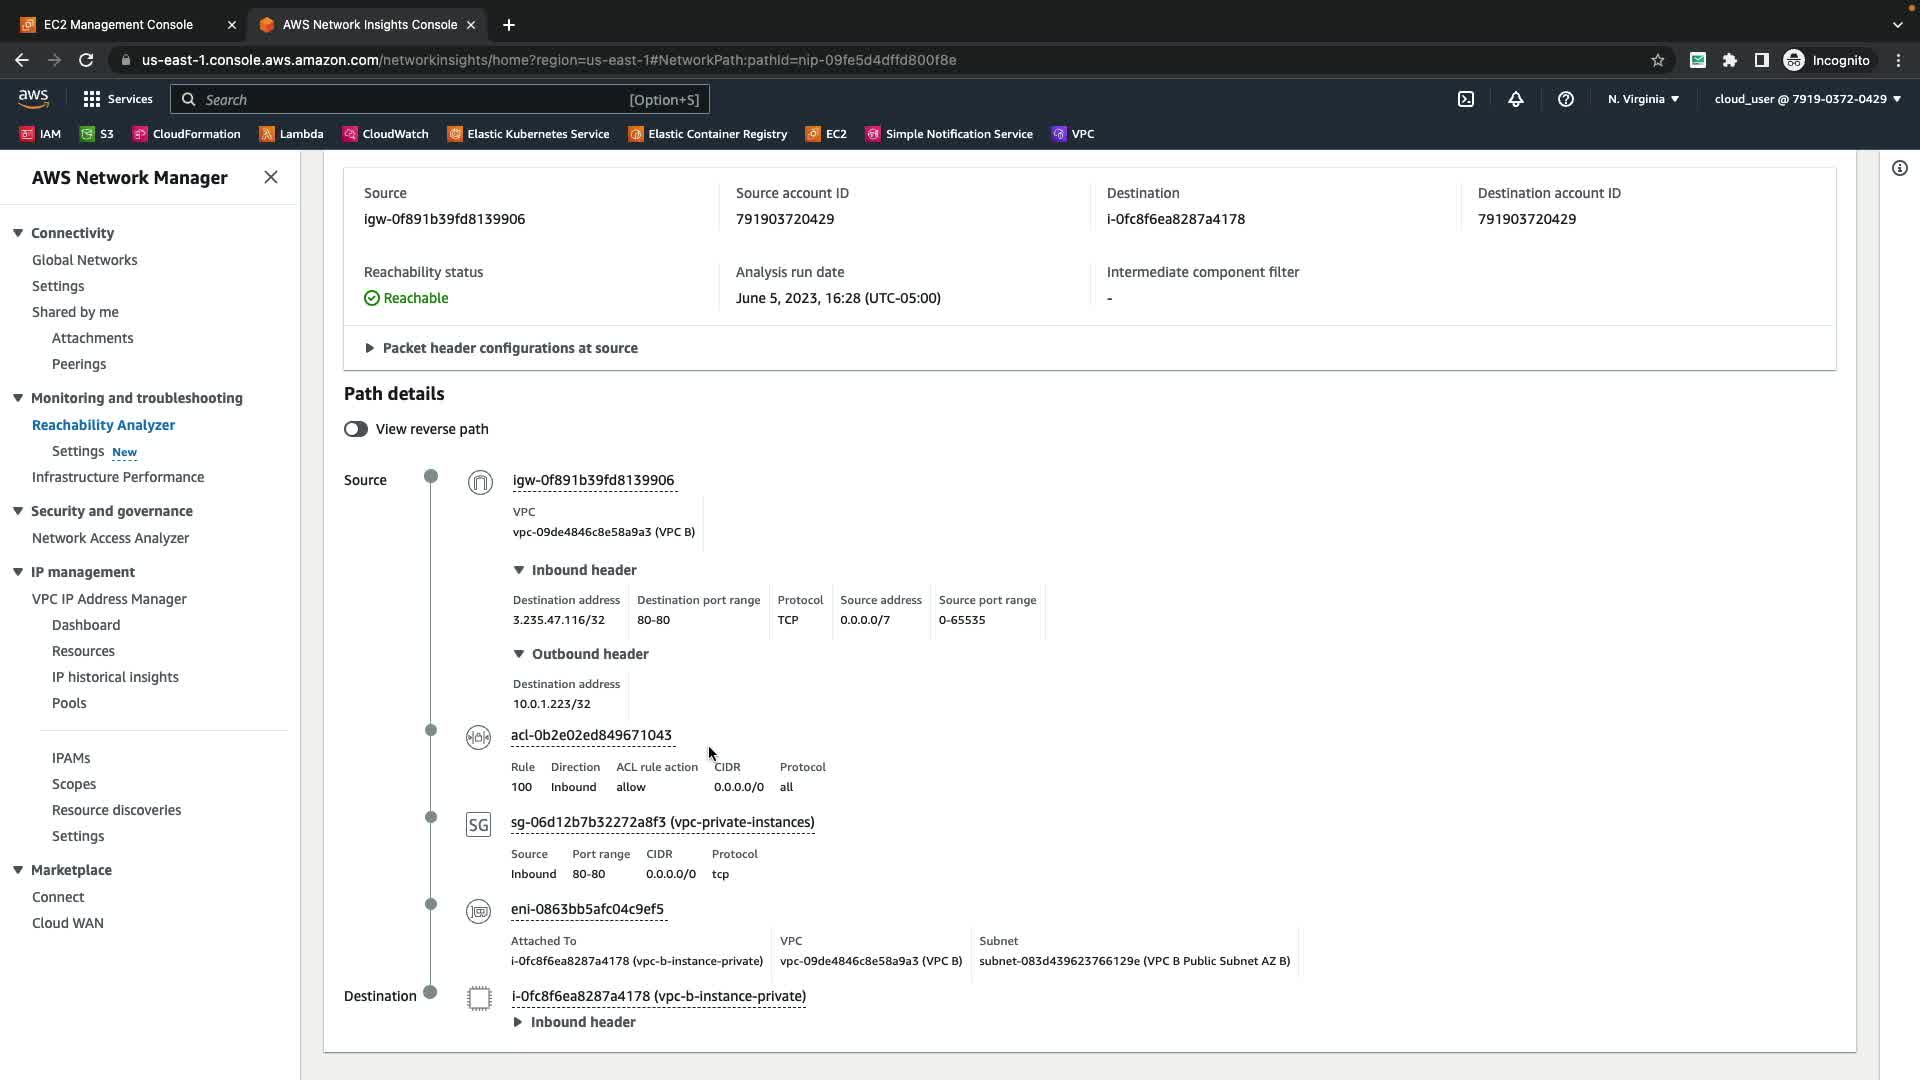 EC2 Management Console
AWS Network Insights Console
us-east-1.console.aws.amazon.com/networkinsights/home?region=us-east-1#NetworkPath:pathId=nip-09fe5d4dffd800f8e
Incognito
aws
Services
Search
[Option+S]
N. Virginia
cloud_user @ 7919-0372-0429
IAM
S3
CloudFormation
Lambda
CloudWatch
Elastic Kubernetes Service
Elastic Container Registry
EC2
Simple Notification Service
VPC
AWS Network Manager
Connectivity
Global Networks
Settings
Shared by me
Attachments
Peerings
Monitoring and troubleshooting
Reachability Analyzer
Settings New
Infrastructure Performance
Security and governance
Network Access Analyzer
IP management
VPC IP Address Manager
Dashboard
Resources
IP historical insights
Pools
IPAMs
Scopes
Resource discoveries
Settings
Marketplace
Connect
Cloud WAN
Source
igw-0f891b39fd8139906
Source account ID
791903720429
Destination
i-0fc8f6ea8287a4178
Destination account ID
791903720429
Reachability status
Reachable
Analysis run date
June 5, 2023, 16:28 (UTC-05:00)
Intermediate component filter
-
Packet header configurations at source
Path details
View reverse path
Source
igw-0f891b39fd8139906
VPC
vpc-09de4846c8e58a9a3 (VPC B)
Inbound header
Destination address Destination port range Protocol Source address Source port range
3.235.47.116/32 80-80 TCP 0.0.0.0/7 0-65535
Outbound header
Destination address
10.0.1.223/32
acl-0b2e02ed849671043
Rule Direction ACL rule action CIDR Protocol
100 Inbound allow 0.0.0.0/0 all
SG
sg-06d12b7b32272a8f3 (vpc-private-instances)
Source Port range CIDR Protocol
Inbound 80-80 0.0.0.0/0 tcp
eni-0863bb5afc04c9ef5
Attached To VPC Subnet
i-0fc8f6ea8287a4178 (vpc-b-instance-private) vpc-09de4846c8e58a9a3 (VPC B) subnet-083d439623766129e (VPC B Public Subnet AZ B)
Destination
i-0fc8f6ea8287a4178 (vpc-b-instance-private)
Inbound header